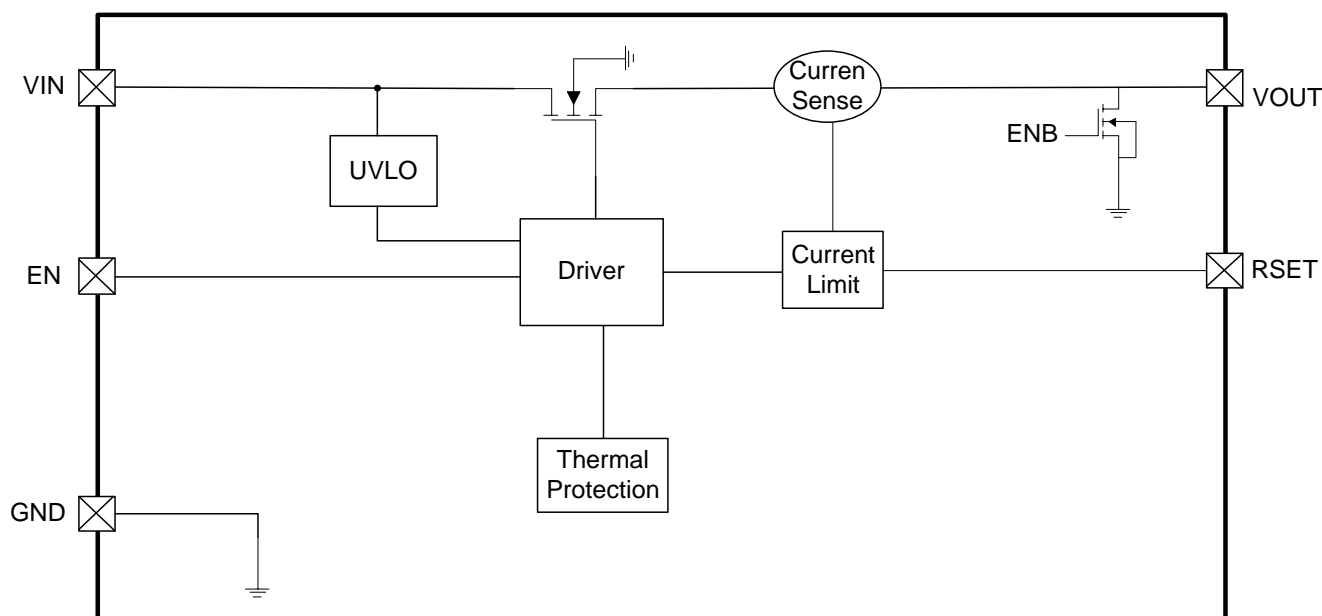 VIN
Curren
Sense
VOUT
ENB
UVLO
EN
Driver
Current
Limit
RSET
Thermal
Protection
GND